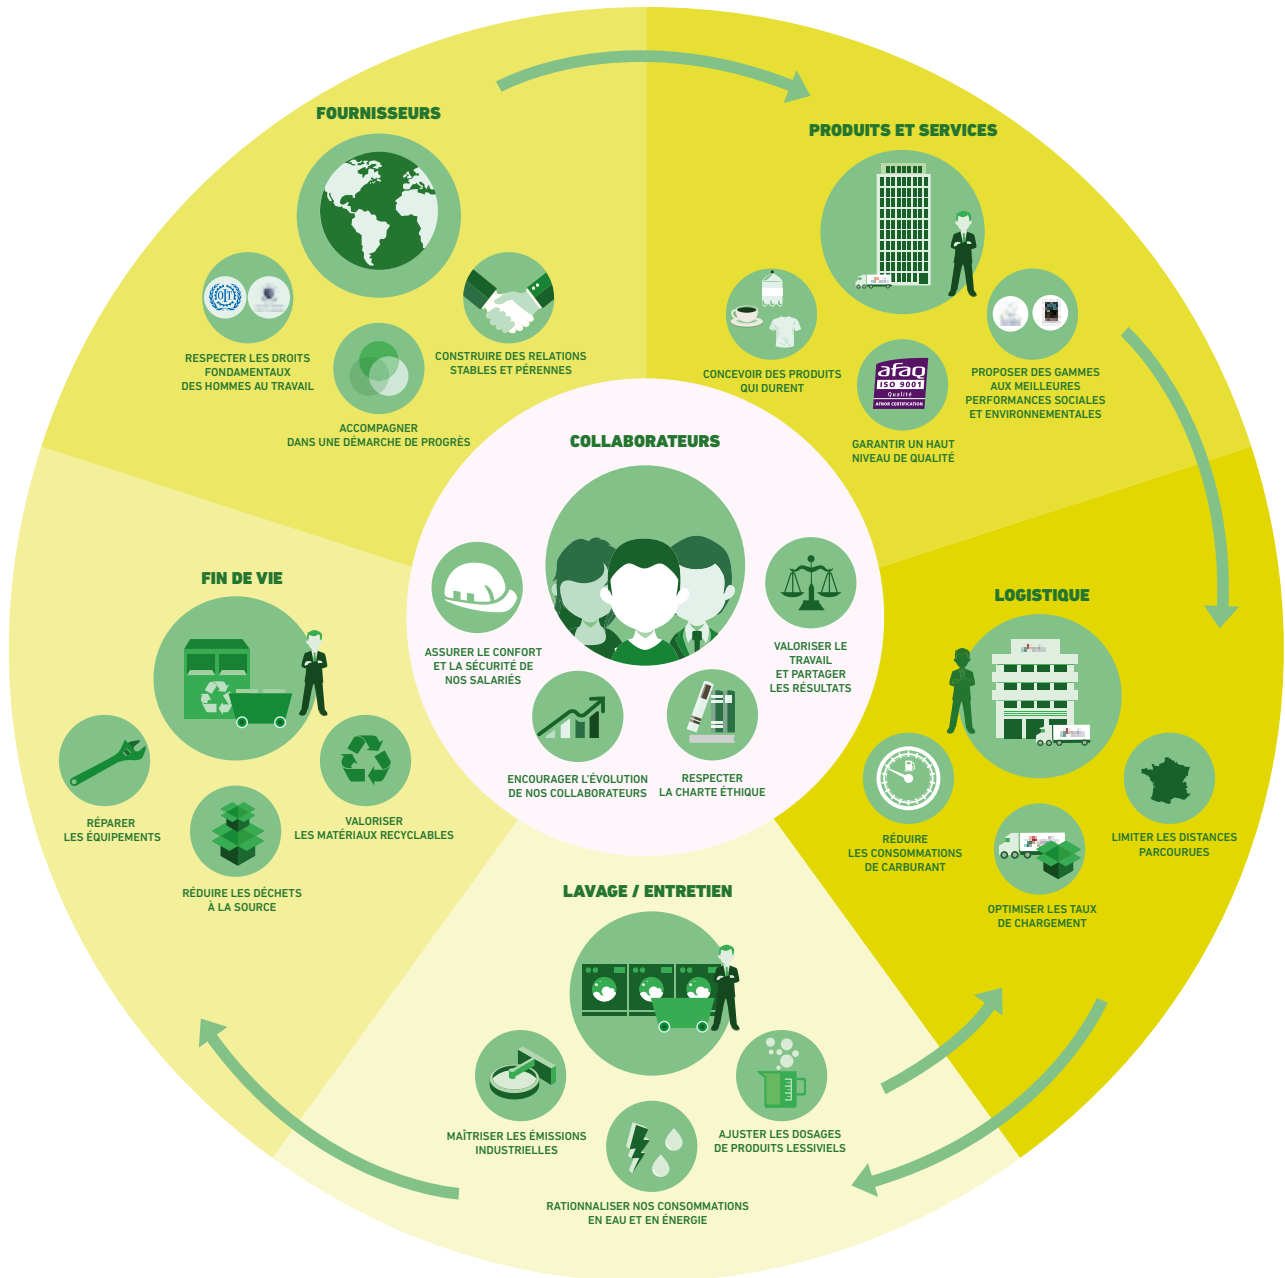 FOURNISSEURS
OIT
RESPECTER LES DROITS
FONDAMENTAUX
DES HOMMES AU TRAVAIL
ACCOMPAGNER
DANS UNE DÉMARCHE DE PROGRÈS
CONSTRUIRE DES RELATIONS
STABLES ET PÉRENNES
PRODUITS ET SERVICES
CONCEVOIR DES PRODUITS
QUI DURENT
afaq
ISO 9001
Qualité
AFNOR CERTIFICATION
GARANTIR UN HAUT
NIVEAU DE QUALITÉ
PROPOSER DES GAMMES
AUX MEILLEURES
PERFORMANCES SOCIALES
ET ENVIRONNEMENTALES
COLLABORATEURS
ASSURER LE CONFORT
ET LA SÉCURITÉ DE
NOS SALARIÉS
ENCOURAGER L'ÉVOLUTION
DE NOS COLLABORATEURS
RESPECTER
LA CHARTE ÉTHIQUE
VALORISER LE
TRAVAIL
ET PARTAGER
LES RÉSULTATS
LOGISTIQUE
RÉDUIRE
LES CONSOMMATIONS
DE CARBURANT
OPTIMISER LES TAUX
DE CHARGEMENT
LIMITER LES DISTANCES
PARCOURUES
LAVAGE / ENTRETIEN
MAÎTRISER LES ÉMISSIONS
INDUSTRIELLES
RATIONNALISER NOS CONSOMMATIONS
EN EAU ET EN ÉNERGIE
AJUSTER LES DOSAGES
DE PRODUITS LESSIVIELS
FIN DE VIE
RÉPARER
LES ÉQUIPEMENTS
RÉDUIRE LES DÉCHETS
À LA SOURCE
VALORISER
LES MATÉRIAUX RECYCLABLES